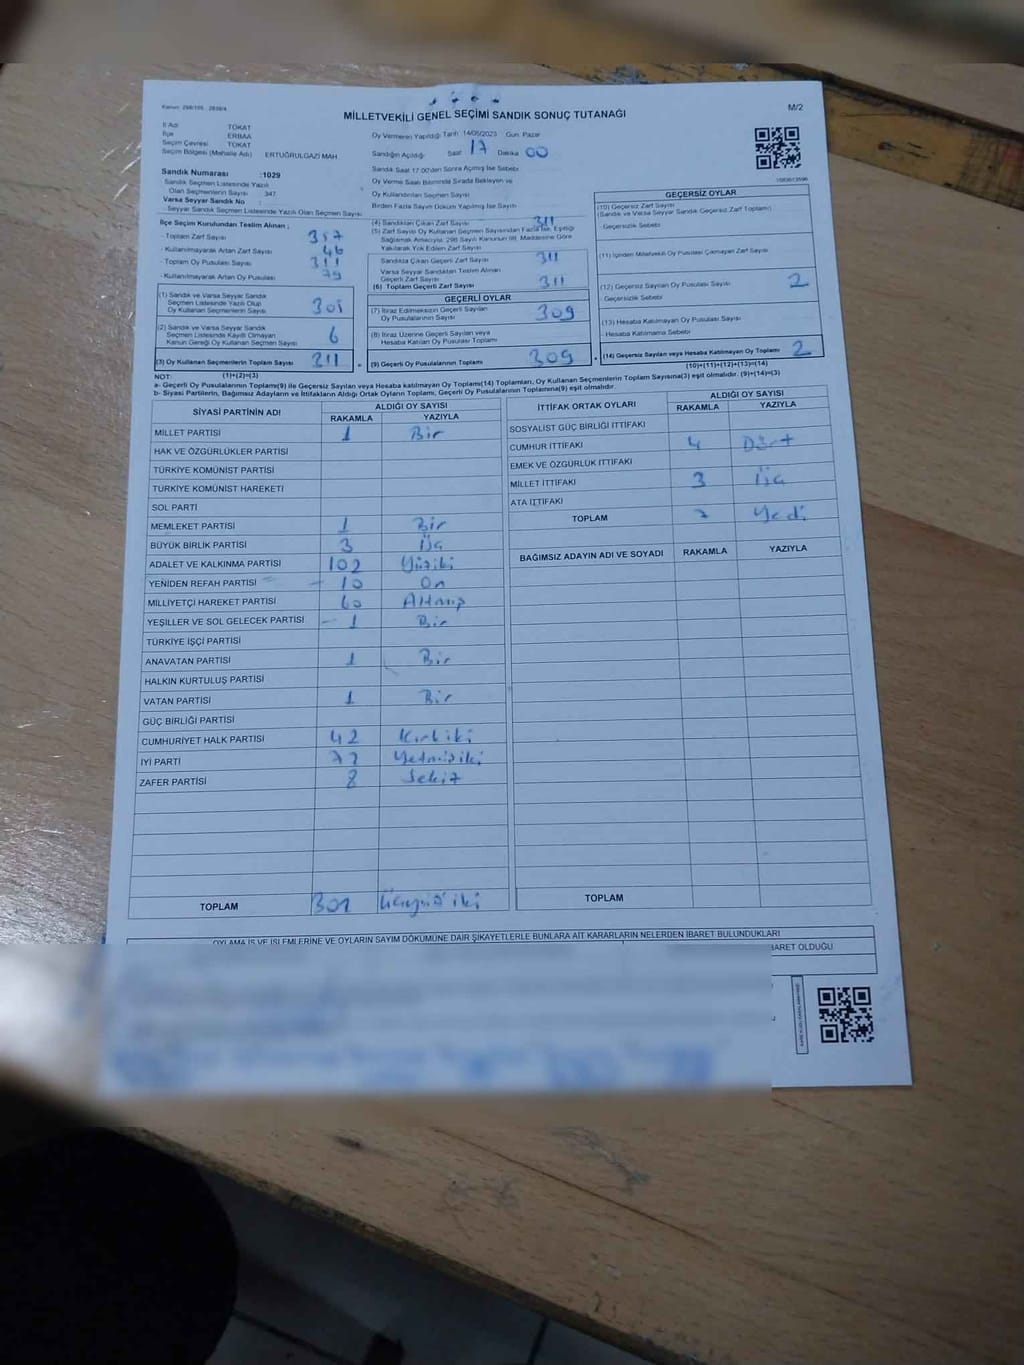 MİLLETVEKİLİ GENEL SEÇİMİ SANDIK SONUÇ TUTANAĞI
M/2
İl Adı TOKAT
İlçe ERBAA
Seçim Çevresi TOKAT
Seçim Bölgesi (Mahalle Adı) ERTUĞRULGAZİ MAH
Sandık Numarası :1029
Sandık Seçmen Listesinde Yazılı
Olan Seçmenlerin Sayısı 347
Varsa Seyyar Sandık No :
Seyyar Sandık Seçmen Listesinde Yazılı Olan Seçmen Sayısı
Oy Vermenin Yapıldığı Tarih 14/05/2023 Gün Pazar
Sandığın Açıldığı Saat 17 Dakika 00
Sandık Saat 17:00'den Sonra Açılmış İse Sebebi
Oy Verme Saati Bitiminde Sırada Bekleyen ve
Oy Kullandırılan Seçmen Sayısı
Birden Fazla Sayım Döküm Yapılmış İse Sayısı
İlçe Seçim Kurulundan Teslim Alınan ;
- Toplam Zarf Sayısı 357
- Kullanılmayarak Artan Zarf Sayısı 46
- Toplam Oy Pusulası Sayısı
- Kullanılmayarak Artan Oy Pusulası 79
(1) Sandık ve Varsa Seyyar Sandık
Seçmen Listesinde Yazılı Olup
Oy Kullanan Seçmenlerin Sayısı 305
(2) Sandık ve Varsa Seyyar Sandık
Seçmen Listesinde Kayıtlı Olmayan
Kanun Gereği Oy Kullanan Seçmen Sayısı 6
(3) Oy Kullanan Seçmenlerin Toplam Sayısı 311
(1)+(2)=(3)
(4) Sandıktan Çıkan Zarf Sayısı 311
(5) Zarf Sayısı Oy Kullanan Seçmen Sayısından Fazla İse, Eşitliği
Sağlamak Amacıyla; 298 Sayılı Kanunun 98. Maddesine Göre
Yakılarak Yok Edilen Zarf Sayısı
Sandıkta Çıkan Geçerli Zarf Sayısı 311
Varsa Seyyar Sandıktan Teslim Alınan
Geçerli Zarf Sayısı
(6) Toplam Geçerli Zarf Sayısı 311
GEÇERLİ OYLAR
(7) İtiraz Edilmeksizin Geçerli Sayılan
Oy Pusulalarının Sayısı 309
(8) İtiraz Üzerine Geçerli Sayılan veya
Hesaba Katılan Oy Pusulası Toplamı
(9) Geçerli Oy Pusulalarının Toplamı 309
GEÇERSİZ OYLAR
(10) Geçersiz Zarf Sayısı
(Sandık ve Varsa Seyyar Sandık Geçersiz Zarf Toplamı)
Geçersizlik Sebebi
(11) İçinden Milletvekili Oy Pusulası Çıkmayan Zarf Sayısı
(12) Geçersiz Sayılan Oy Pusulası Sayısı 2
Geçersizlik Sebebi
(13) Hesaba Katılmayan Oy Pusulası Sayısı
Hesaba Katılmama Sebebi
(14) Geçersiz Sayılan veya Hesaba Katılmayan Oy Toplamı 2
(10)+(11)+(12)+(13)=(14)
NOT:
a- Geçerli Oy Pusulalarının Toplamı(9) ile Geçersiz Sayılan veya Hesaba katılmayan Oy Toplamı(14) Toplamları, Oy Kullanan Seçmenlerin Toplam Sayısına(3) eşit olmalıdır. (9)+(14)=(3)
b- Siyasi Partilerin, Bağımsız Adayların ve İttifakların Aldığı Ortak Oyların Toplamı, Geçerli Oy Pusulalarının Toplamına(9) eşit olmalıdır.
SİYASİ PARTİNİN ADI ALDIĞI OY SAYISI
RAKAMLA YAZIYLA
MİLLET PARTİSİ 1 Bir
HAK VE ÖZGÜRLÜKLER PARTİSİ
TÜRKİYE KOMÜNİST PARTİSİ
TÜRKİYE KOMÜNİST HAREKETİ
SOL PARTİ
MEMLEKET PARTİSİ 1 Bir
BÜYÜK BİRLİK PARTİSİ 3 Üç
ADALET VE KALKINMA PARTİSİ 102 Yüziki
YENİDEN REFAH PARTİSİ 10 On
MİLLİYETÇİ HAREKET PARTİSİ 60 Altmış
YEŞİLLER VE SOL GELECEK PARTİSİ 1 Bir
TÜRKİYE İŞÇİ PARTİSİ
ANAVATAN PARTİSİ 1 Bir
HALKIN KURTULUŞ PARTİSİ
VATAN PARTİSİ 1 Bir
GÜÇ BİRLİĞİ PARTİSİ
CUMHURİYET HALK PARTİSİ 42 Kırkiki
İYİ PARTİ 72 Yetmişiki
ZAFER PARTİSİ 8 Sekiz
TOPLAM 302 Üçyüz iki
İTTİFAK ORTAK OYLARI ALDIĞI OY SAYISI
RAKAMLA YAZIYLA
SOSYALİST GÜÇ BİRLİĞİ İTTİFAKI
CUMHUR İTTİFAKI 4 Dört
EMEK VE ÖZGÜRLÜK İTTİFAKI
MİLLET İTTİFAKI 3 Üç
ATA İTTİFAKI
TOPLAM 7 Yedi
BAĞIMSIZ ADAYIN ADI VE SOYADI RAKAMLA YAZIYLA
TOPLAM
OYLAMA İŞ VE İŞLEMLERİNE VE OYLARIN SAYIM DÖKÜMÜNE DAİR ŞİKAYETLERLE BUNLARA AİT KARARLARIN NELERDEN İBARET BULUNDUKLARI
BARET OLDUĞU